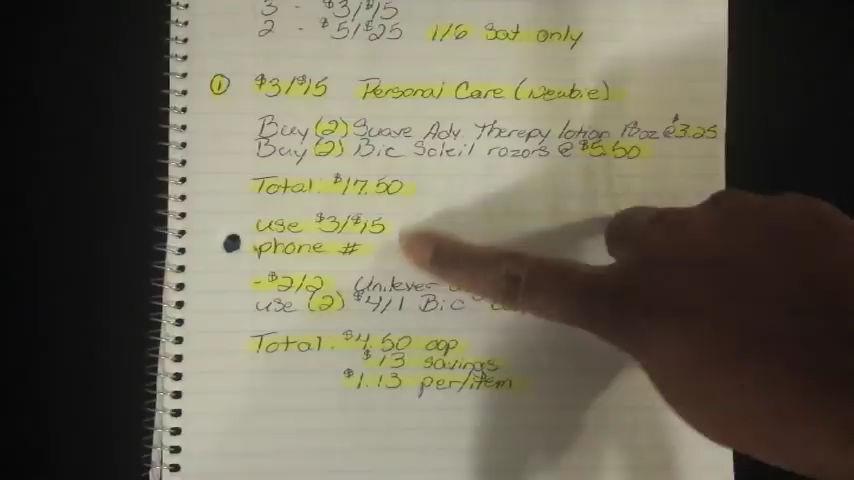 3 - $3/$15
2 - $5/$25 1/6 Sat only
① $3/$15 Personal Care (Newbie)
Buy (2) Suave Adv. Therapy lotion 18oz @ $3.25
Buy (2) Bic Soleil razors @ $5.50
Total: $17.50
use $3/$15
phone #
-$2/2 Unilever
use (2) $4/1 Bic
Total: $4.50 oop
$13 savings
$1.13 per/item